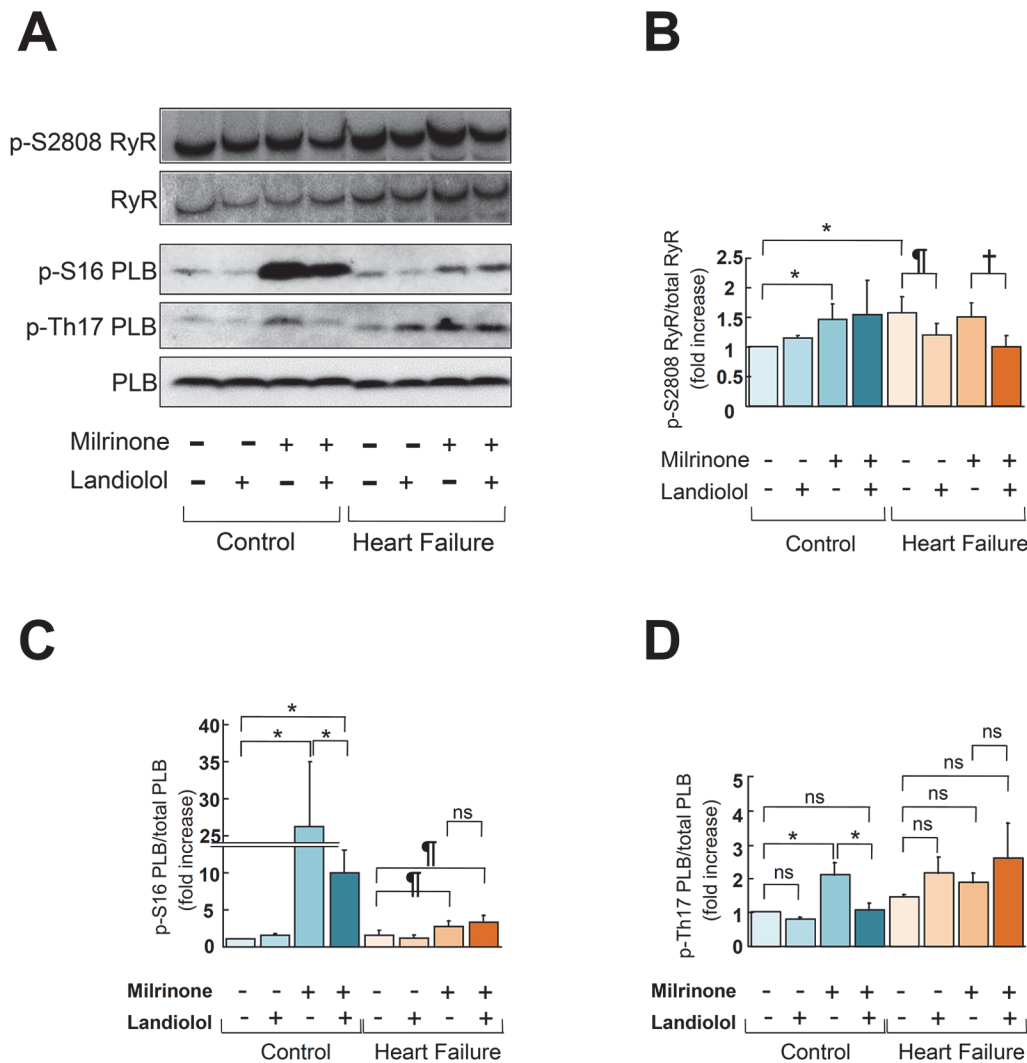 A
p-S2808 RyR
RyR
p-S16 PLB
p-Th17 PLB
PLB
Milrinone - - + + - - + +
Landiolol - + - + - + - +
Control Heart Failure
B
p-S2808 RyR/total RyR
(fold increase)
2.5
2
1.5
1
0.5
0
* * ¶ †
Milrinone - - + + - - + +
Landiolol - + - + - + - +
Control Heart Failure
C
p-S16 PLB/total PLB
(fold increase)
40
35
25
25
10
5
0
*
* *
ns
¶
¶
Milrinone - - + + - - + +
Landiolol - + - + - + - +
Control Heart Failure
D
p-Th17 PLB/total PLB
(fold increase)
5
4
3
2
1
0
ns
ns
ns ns
* * ns
ns
Milrinone - - + + - - + +
Landiolol - + - + - + - +
Control Heart Failure